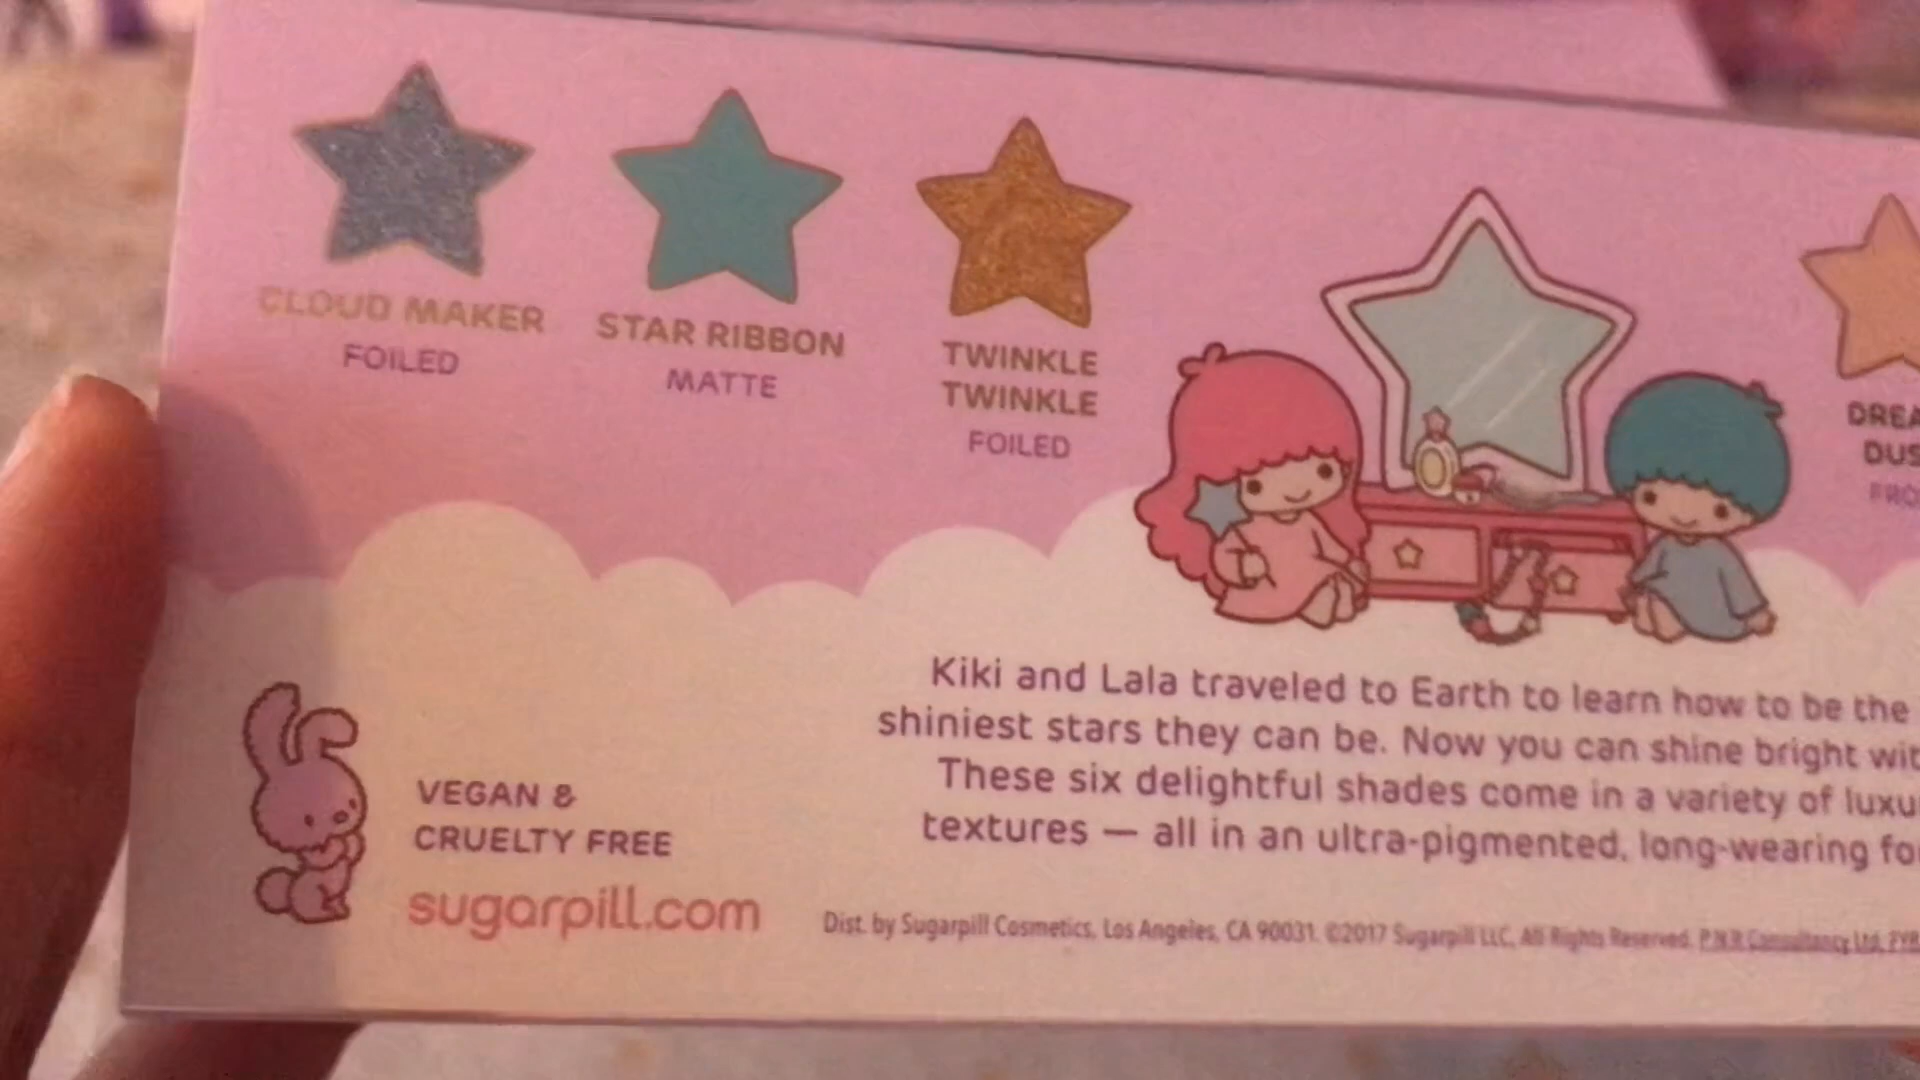 CLOUD MAKER
FOILED
STAR RIBBON
MATTE
TWINKLE
TWINKLE
FOILED
DREA
DUS
Kiki and Lala traveled to Earth to learn how to be the
shiniest stars they can be. Now you can shine bright wit
These six delightful shades come in a variety of luxu
textures — all in an ultra-pigmented, long-wearing fo
VEGAN &
CRUELTY FREE
sugarpill.com
Dist. by Sugarpill Cosmetics, Los Angeles, CA 90031. ©2017 Sugarpill LLC, All Rights Reserved. P.N.R Consultancy Ltd,